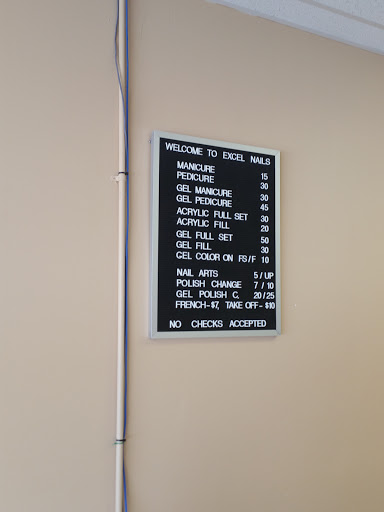 WELCOME TO EXCEL NAILS
MANICURE 15
PEDICURE 30
GEL MANICURE 30
GEL PEDICURE 45
ACRYLIC FULL SET 30
ACRYLIC FILL 20
GEL FULL SET 50
GEL FILL 30
GEL COLOR ON FS/F 10
NAIL ARTS 5/UP
POLISH CHANGE 7/10
GEL POLISH C. 20/25
FRENCH-$7, TAKE OFF-$10
NO CHECKS ACCEPTED